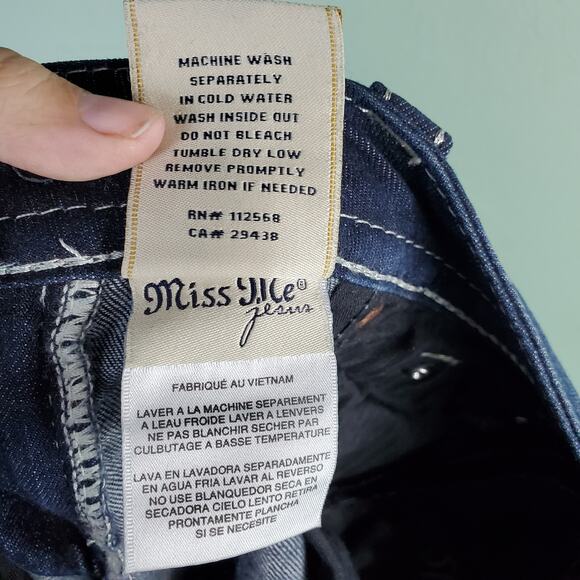 MACHINE WASH
SEPARATELY
IN COLD WATER
WASH INSIDE OUT
DO NOT BLEACH
TUMBLE DRY LOW
REMOVE PROMPTLY
WARM IRON IF NEEDED
RN# 112568
CA# 29438
Miss Me®
jeans
FABRIQUÉ AU VIETNAM
LAVER A LA MACHINE SEPAREMENT
A LEAU FROIDE LAVER A LENVERS
NE PAS BLANCHIR SECHER PAR
CULBUTAGE A BASSE TEMPERATURE
LAVA EN LAVADORA SEPARADAMENTE
EN AGUA FRIA LAVAR AL REVERSO
NO USE BLANQUEDOR SECA EN
SECADORA CIELO LENTO RETIRA
PRONTAMENTE PLANCHA
SI SE NECESITE